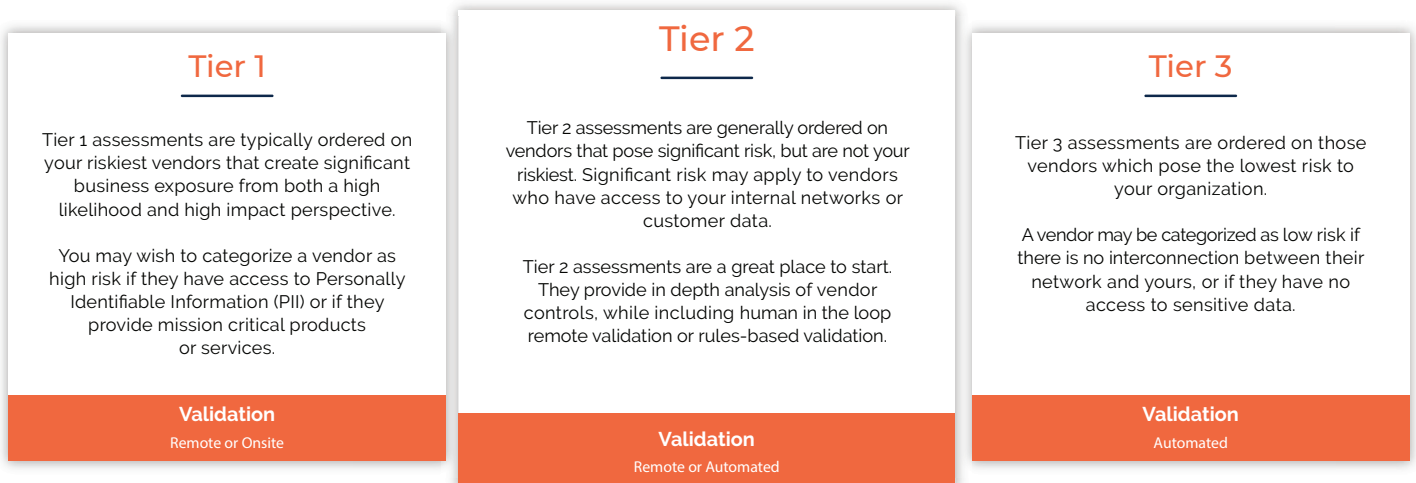 Tier 1
Tier 1 assessments are typically ordered on
your riskiest vendors that create significant
business exposure from both a high
likelihood and high impact perspective.
You may wish to categorize a vendor as
high risk if they have access to Personally
Identifiable Information (PII) or if they
provide mission critical products
or services.
Validation
Remote or Onsite
Tier 2
Tier 2 assessments are generally ordered on
vendors that pose significant risk, but are not your
riskiest. Significant risk may apply to vendors
who have access to your internal networks or
customer data.
Tier 2 assessments are a great place to start.
They provide in depth analysis of vendor
controls, while including human in the loop
remote validation or rules-based validation.
Validation
Remote or Automated
Tier 3
Tier 3 assessments are ordered on those
vendors which pose the lowest risk to
your organization.
A vendor may be categorized as low risk if
there is no interconnection between their
network and yours, or if they have no
access to sensitive data.
Validation
Automated